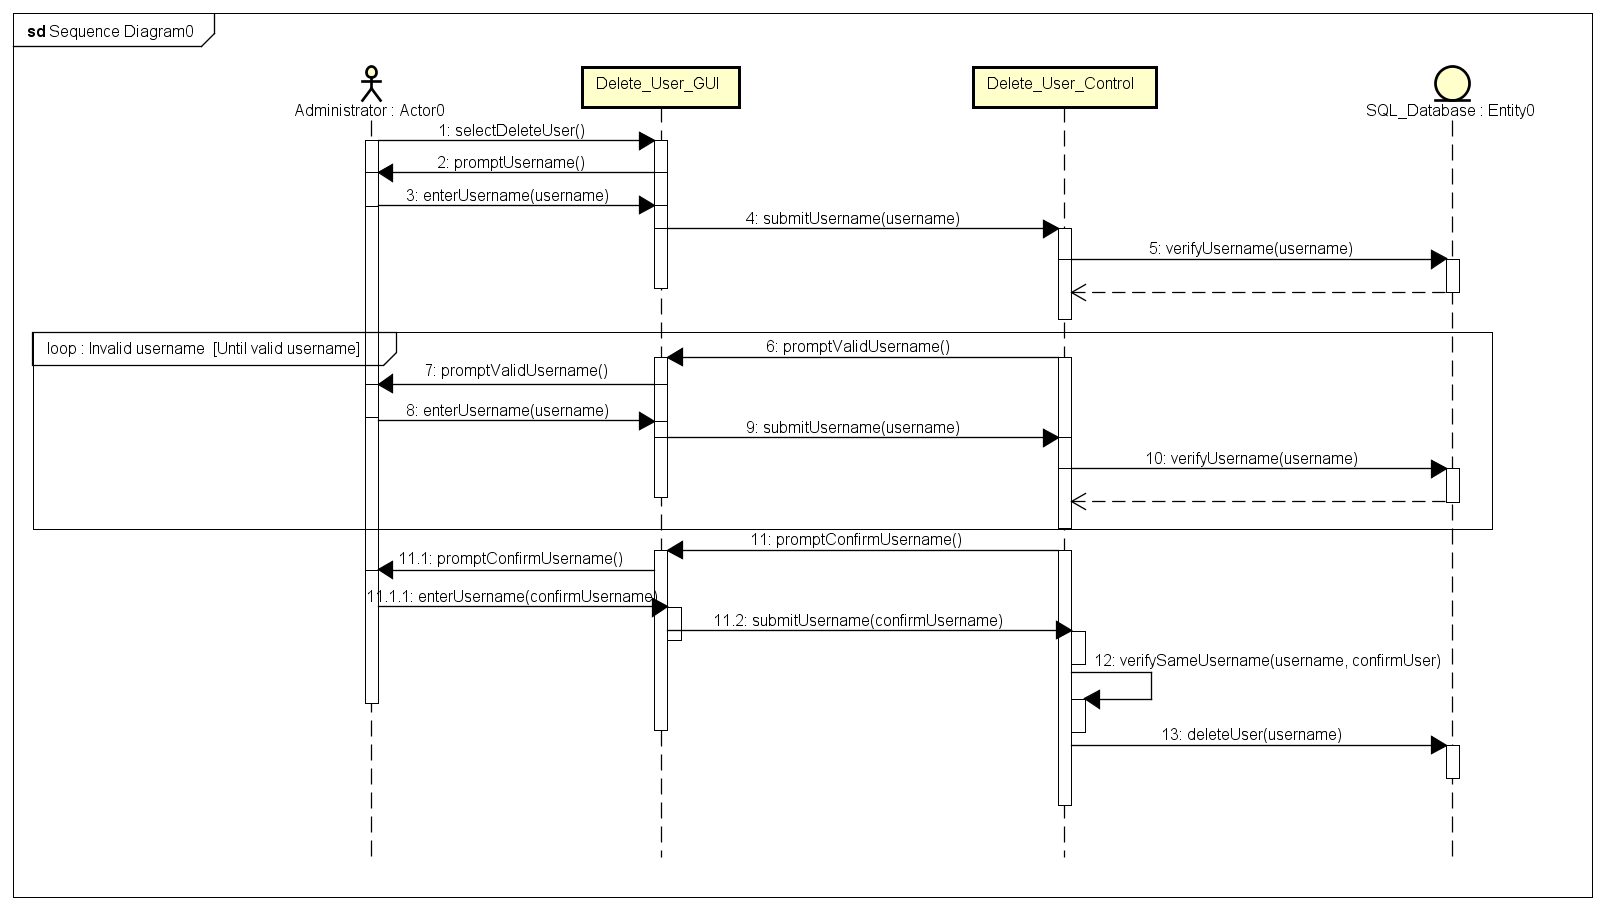 sd Sequence Diagram0
Administrator : Actor0
Delete_User_GUI
Delete_User_Control
SQL_Database : Entity0
1: selectDeleteUser()
2: promptUsername()
3: enterUsername(username)
4: submitUsername(username)
5: verifyUsername(username)
loop : Invalid username [Until valid username]
6: promptValidUsername()
7: promptValidUsername()
8: enterUsername(username)
9: submitUsername(username)
10: verifyUsername(username)
11: promptConfirmUsername()
11.1: promptConfirmUsername()
11.1.1: enterUsername(confirmUsername)
11.2: submitUsername(confirmUsername)
12: verifySameUsername(username, confirmUser)
13: deleteUser(username)